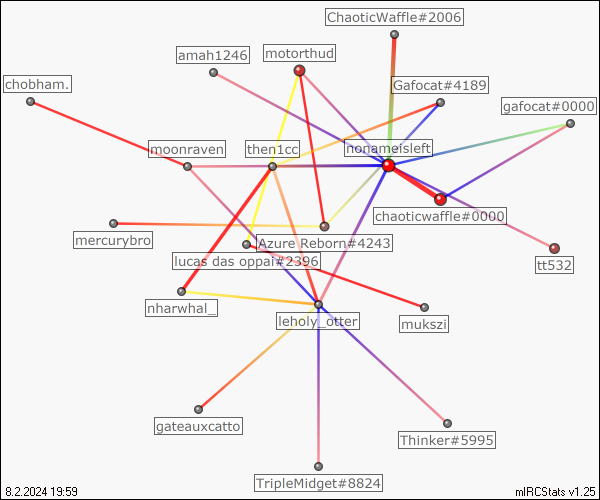 ChaoticWaffle#2006
amah1246
motorthud
chobham.
Gafocat#4189
gafocat#0000
moonraven
then1cc
nonameisleft
chaoticwaffle#0000
mercurybro
Azure Reborn#4243
lucas das oppai#2396
tt532
nharwhal_
leholy_otter
mukszi
gateauxcatto
Thinker#5995
TripleMidget#8824
8.2.2024 19:59
mIRCStats v1.25